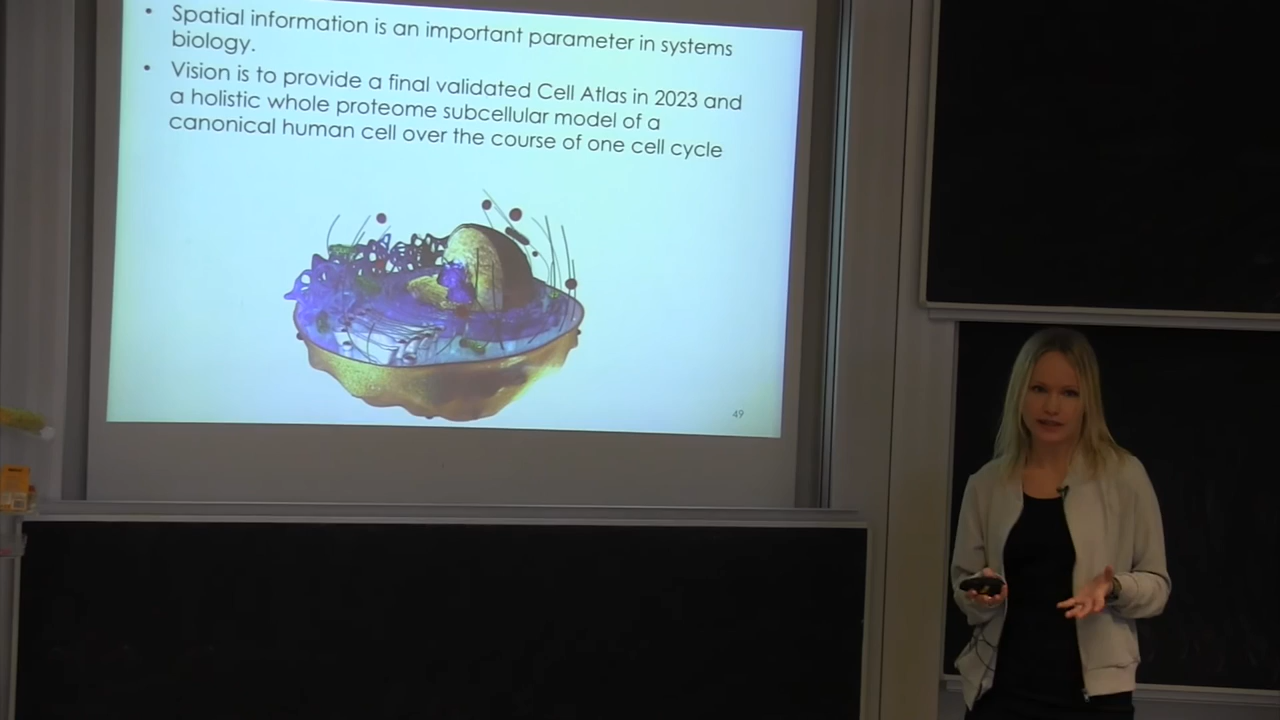 • Spatial information is an important parameter in systems
biology.
• Vision is to provide a final validated Cell Atlas in 2023 and
a holistic whole proteome subcellular model of a
canonical human cell over the course of one cell cycle
49